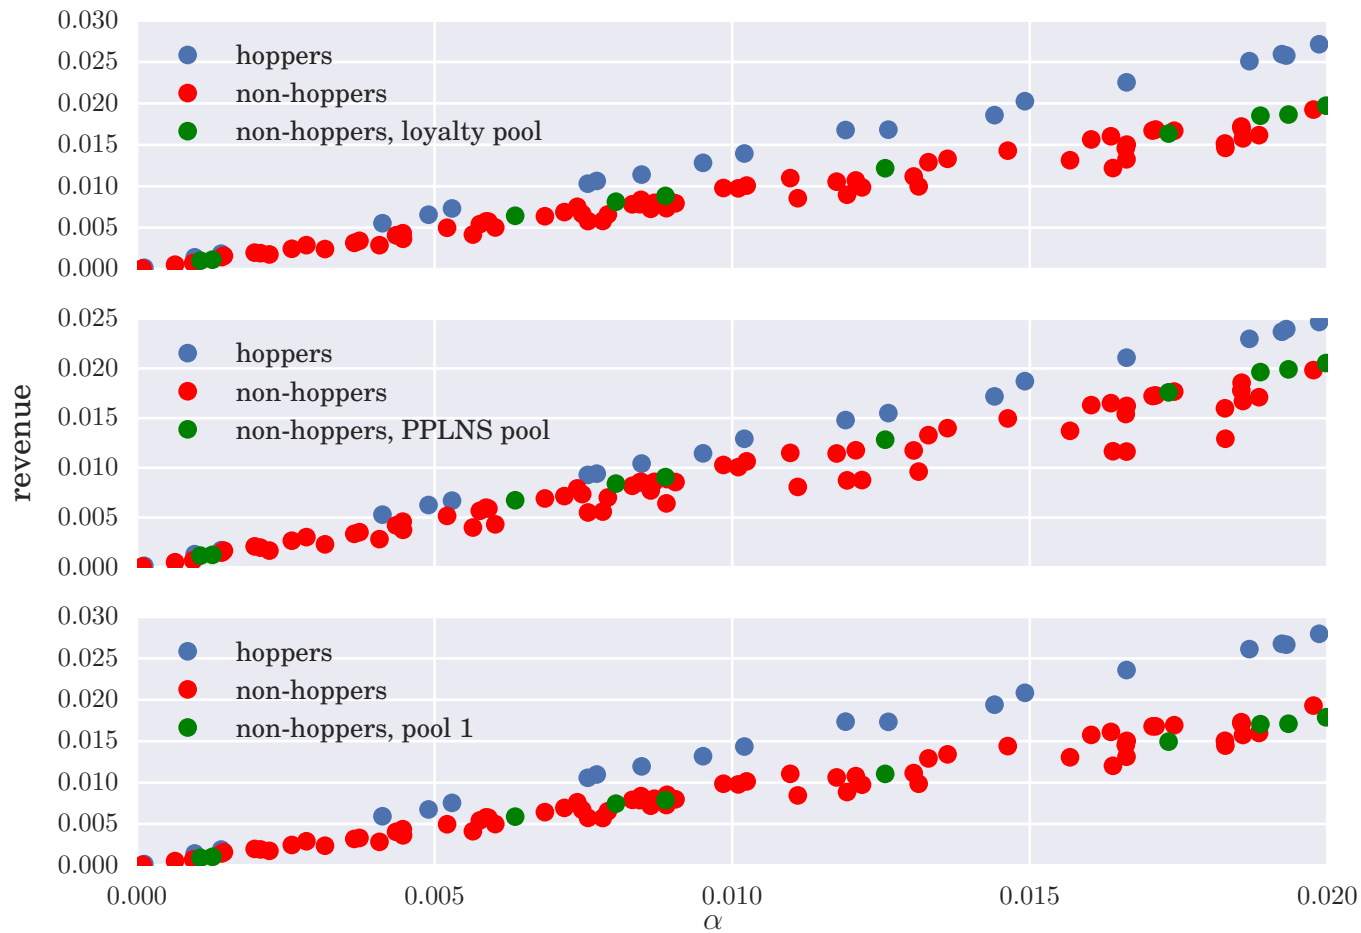 0.030
0.025
0.020
0.015
0.010
0.005
0.000
hoppers
non-hoppers
non-hoppers, loyalty pool
0.025
0.020
0.015
0.010
0.005
0.000
hoppers
non-hoppers
non-hoppers, PPLNS pool
revenue
0.030
0.025
0.020
0.015
0.010
0.005
0.000
hoppers
non-hoppers
non-hoppers, pool 1
0.000 0.005 0.010 0.015 0.020
α